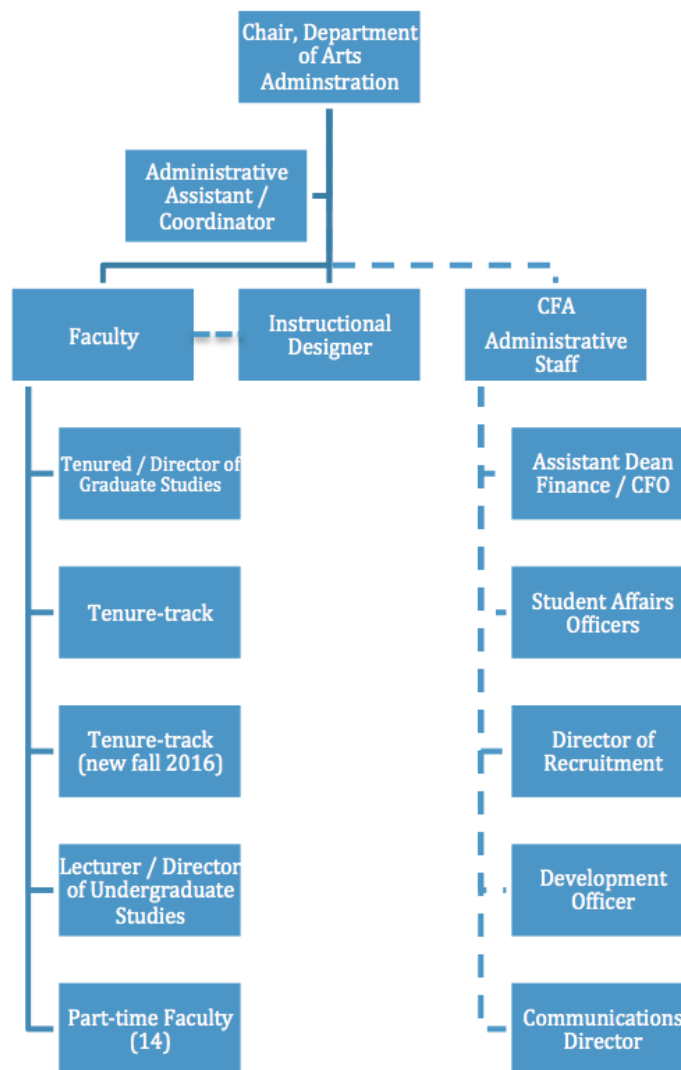 Chair, Department
of Arts
Adminstration
Administrative
Assistant /
Coordinator
Faculty
Instructional
Designer
CFA
Administrative
Staff
Tenured / Director of
Graduate Studies
Assistant Dean
Finance / CFO
Tenure-track
Student Affairs
Officers
Tenure-track
(new fall 2016)
Director of
Recruitment
Lecturer / Director
of Undergraduate
Studies
Development
Officer
Part-time Faculty
(14)
Communications
Director